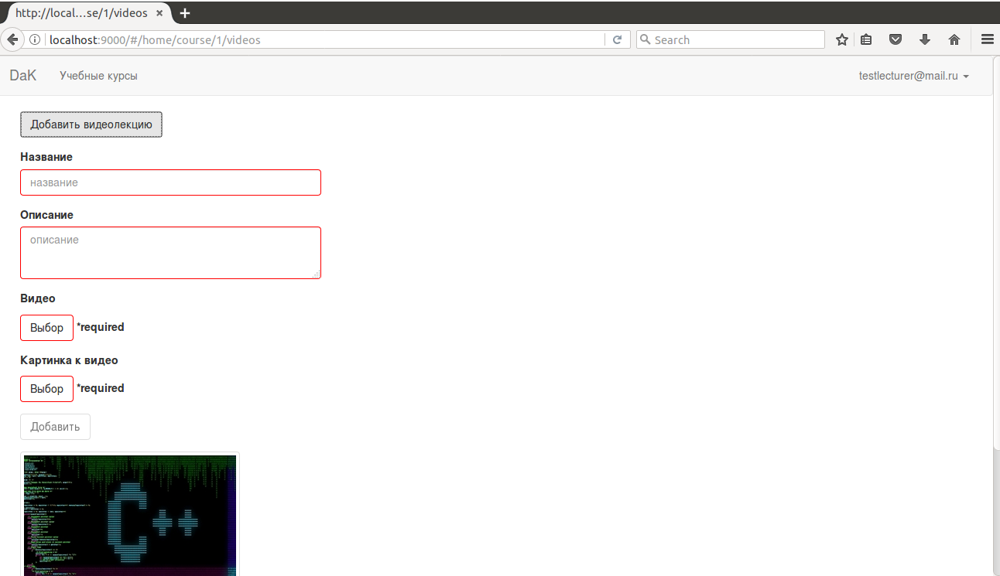 http://local...se/1/videos
localhost:9000/#/home/course/1/videos
Search
DaK
Учебные курсы
testlecturer@mail.ru
Добавить видеолекцию
Название
название
Описание
описание
Видео
Выбор *required
Картинка к видео
Выбор *required
Добавить
C++